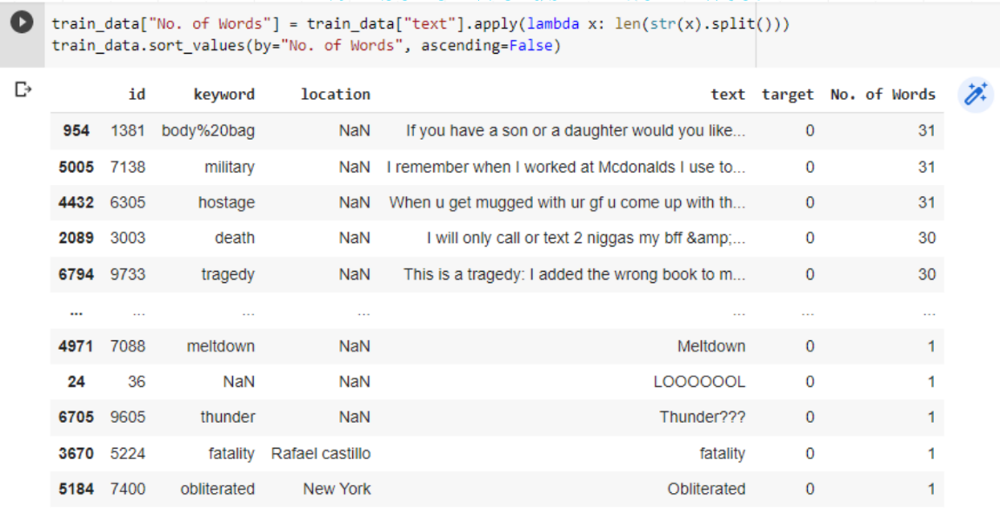 train_data["No. of Words"] = train_data["text"].apply(lambda x: len(str(x).split()))
train_data.sort_values(by="No. of Words", ascending=False)
id keyword location text target No. of Words
954 1381 body%20bag NaN If you have a son or a daughter would you like... 0 31
5005 7138 military NaN I remember when I worked at Mcdonalds I use to... 0 31
4432 6305 hostage NaN When u get mugged with ur gf u come up with th... 0 31
2089 3003 death NaN I will only call or text 2 niggas my bff &amp;... 0 30
6794 9733 tragedy NaN This is a tragedy: I added the wrong book to m... 0 30
... ... ... ... ... ... ...
4971 7088 meltdown NaN Meltdown 0 1
24 36 NaN NaN LOOOOOOL 0 1
6705 9605 thunder NaN Thunder??? 0 1
3670 5224 fatality Rafael castillo fatality 0 1
5184 7400 obliterated New York Obliterated 0 1